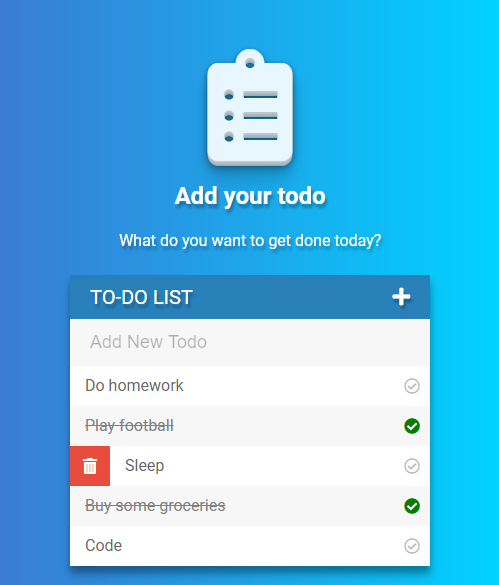 Add your todo
What do you want to get done today?
TO-DO LIST
Add New Todo
Do homework
Play football
Sleep
Buy some groceries
Code